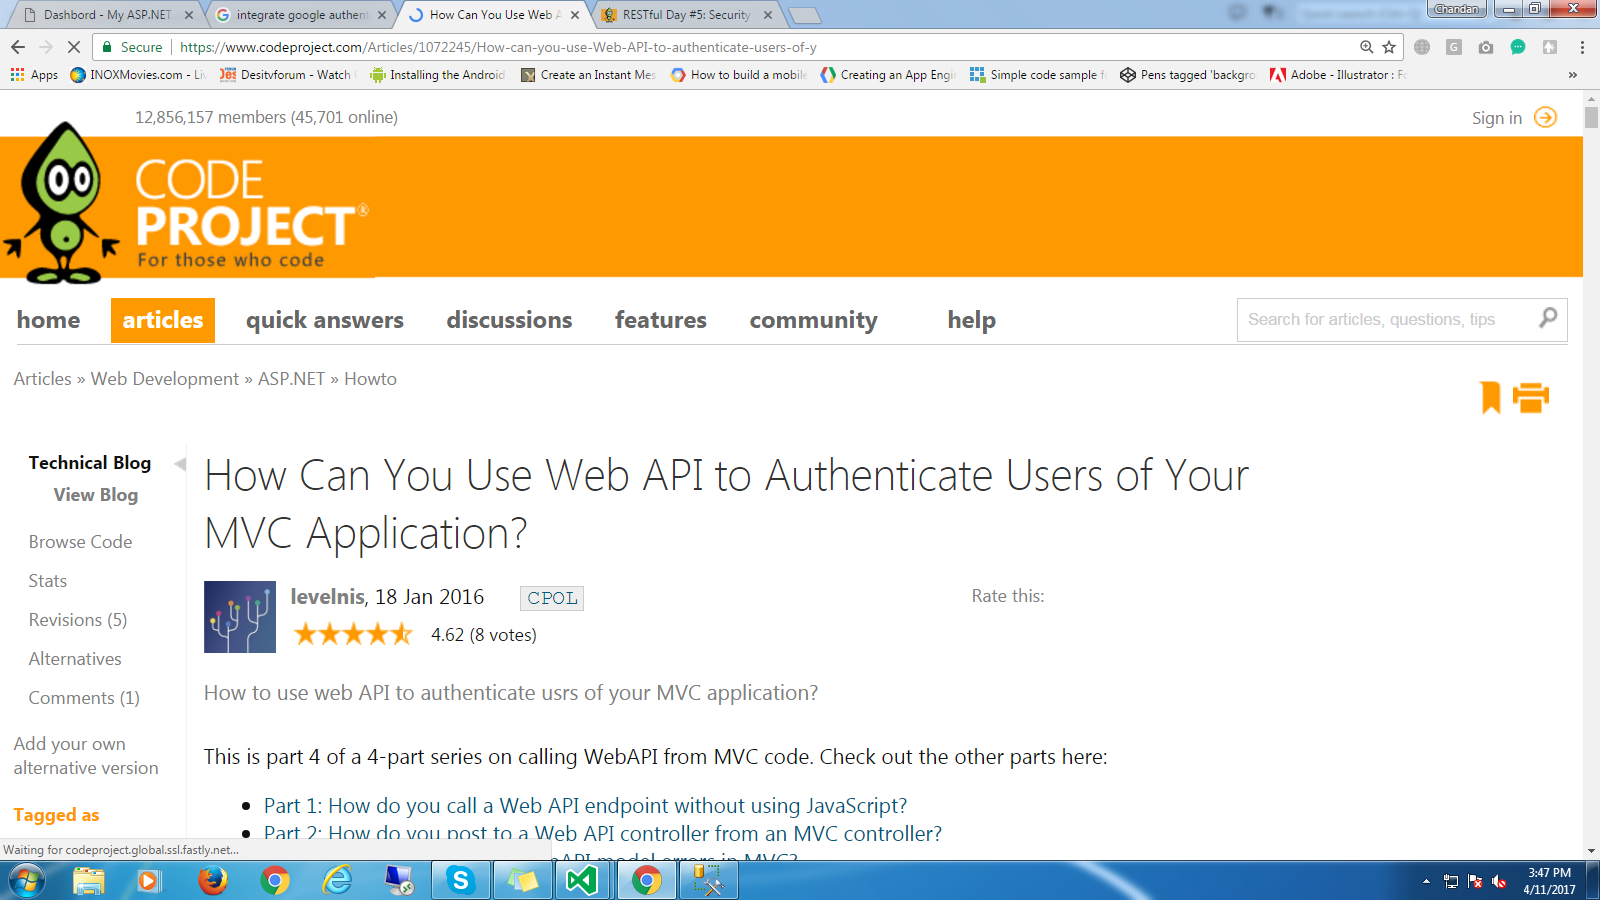 Dashbord - My ASP.NET
integrate google authent
How Can You Use Web A
RESTful Day #5: Security
Chandan
Secure
https://www.codeproject.com/Articles/1072245/How-can-you-use-Web-API-to-authenticate-users-of-y
Apps
INOXMovies.com - Liv
Desitvforum - Watch
Installing the Android
Create an Instant Mes
How to build a mobile
Creating an App Engi
Simple code sample f
Pens tagged 'backgro
Adobe - Illustrator : Fo
»
12,856,157 members (45,701 online)
Sign in
CODE
PROJECT®
For those who code
home
articles
quick answers
discussions
features
community
help
Search for articles, questions, tips
Articles » Web Development » ASP.NET » Howto
Technical Blog
View Blog
Browse Code
Stats
Revisions (5)
Alternatives
Comments (1)
Add your own
alternative version
Tagged as
How Can You Use Web API to Authenticate Users of Your
MVC Application?
levelnis, 18 Jan 2016
CPOL
Rate this:
4.62 (8 votes)
How to use web API to authenticate usrs of your MVC application?
This is part 4 of a 4-part series on calling WebAPI from MVC code. Check out the other parts here:
Part 1: How do you call a Web API endpoint without using JavaScript?
Part 2: How do you post to a Web API controller from an MVC controller?
API model errors in MVC?
Waiting for codeproject.global.ssl.fastly.net...
3:47 PM
4/11/2017